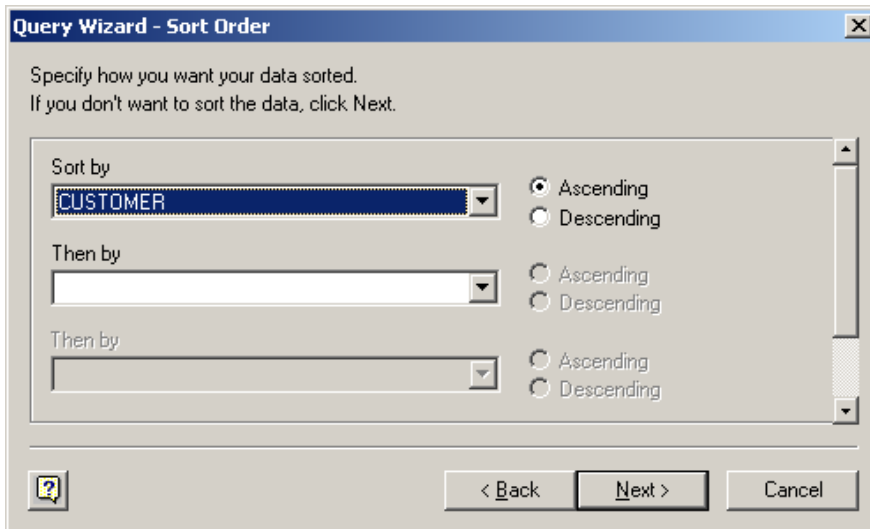 Query Wizard - Sort Order
Specify how you want your data sorted.
If you don't want to sort the data, click Next.
Sort by
CUSTOMER
Ascending
Descending
Then by
Ascending
Descending
Then by
Ascending
Descending
?
< Back
Next >
Cancel